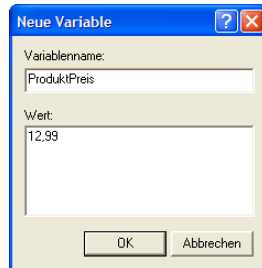 Neue Variable
Variablenname:
ProduktPreis
Wert:
12,99
OK Abbrechen